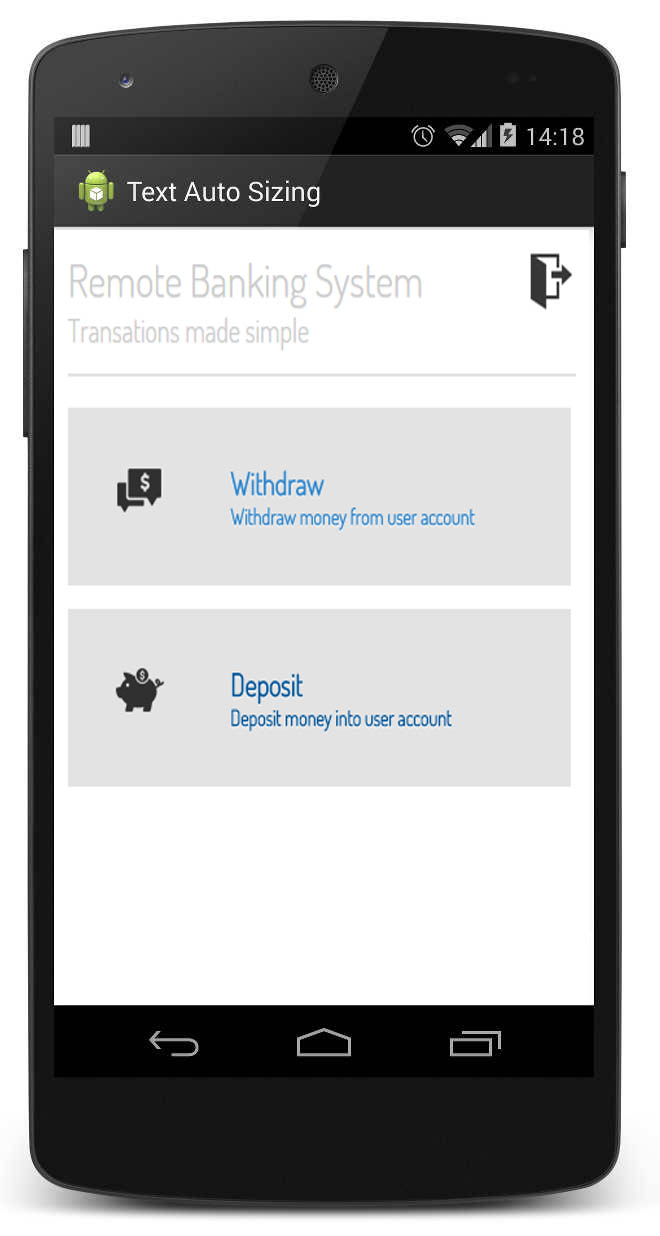 14:18
Text Auto Sizing
Remote Banking System
Transations made simple
$
Withdraw
Withdraw money from user account
$
Deposit
Deposit money into user account